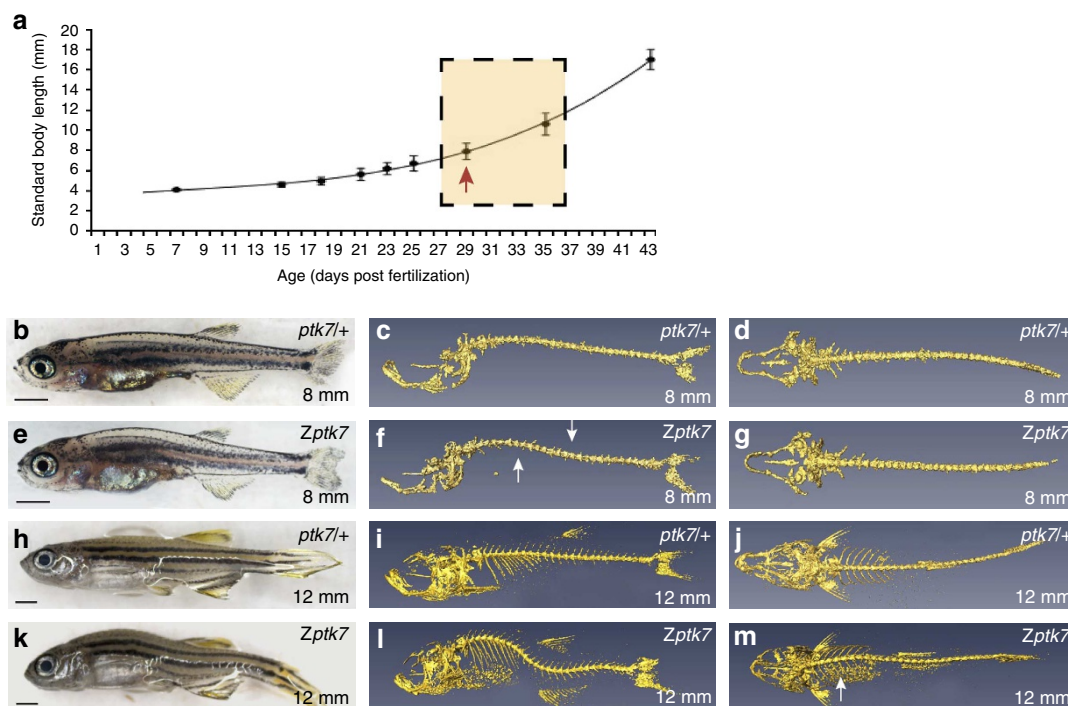 a
Standard body length (mm)
20
18
16
14
12
10
8
6
4
2
0
1 3 5 7 9 11 13 15 17 19 21 23 25 27 29 31 33 35 37 39 41 43
Age (days post fertilization)
b ptk7/+
8 mm
c ptk7/+
8 mm
d ptk7/+
8 mm
e Zptk7
8 mm
f Zptk7
8 mm
g Zptk7
8 mm
h ptk7/+
12 mm
i ptk7/+
12 mm
j ptk7/+
12 mm
k Zptk7
12 mm
l Zptk7
12 mm
m Zptk7
12 mm